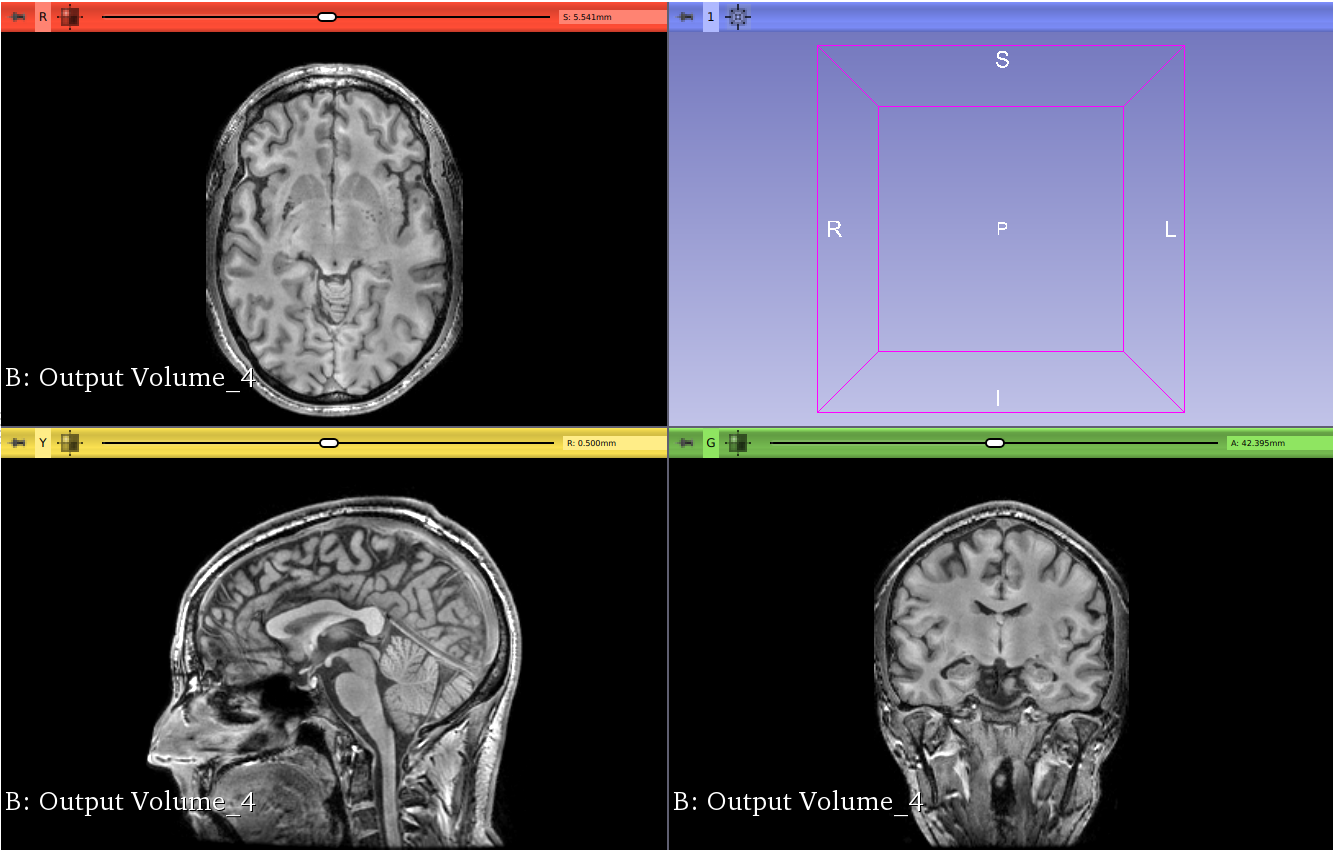 R S: 5.541mm
1
S
R P L
I
B: Output Volume_4
Y R: 0.500mm
G A: 42.395mm
B: Output Volume_4
B: Output Volume_4